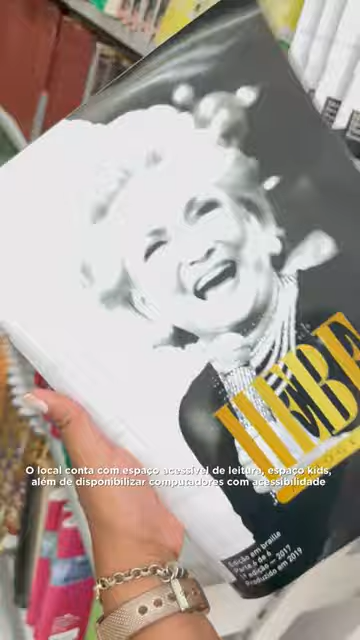 HEBE
O local conta com espaço acessível de leitura, espaço kids,
além de disponibilizar computadores com acessibilidade
Edição em braille
Parte 6 de 6
1ª edição — 2017
Produzido em 2019